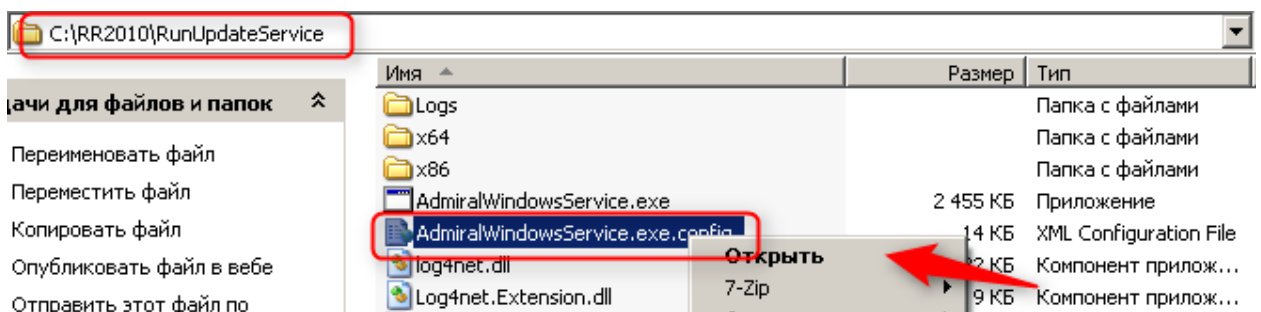 C:\RR2010\RunUpdateService
Имя Размер Тип
дачи для файлов и папок
Logs Папка с файлами
x64 Папка с файлами
Переименовать файл
x86 Папка с файлами
Переместить файл
AdmiralWindowsService.exe 2 455 КБ Приложение
Копировать файл
AdmiralWindowsService.exe.config 14 КБ XML Configuration File
Открыть
Опубликовать файл в вебе
log4net.dll КБ Компонент прилож...
7-Zip
Отправить этот файл по
Log4net.Extension.dll 9 КБ Компонент прилож...